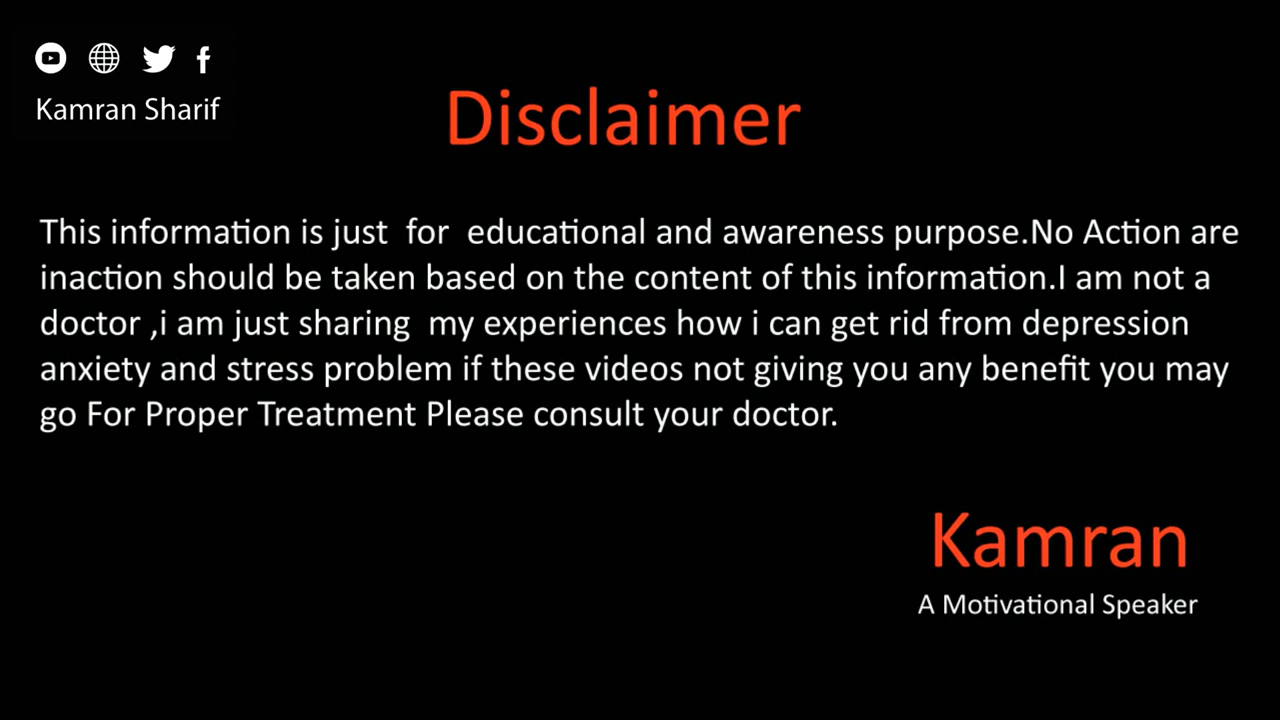 Kamran Sharif
Disclaimer
This information is just for educational and awareness purpose.No Action are
inaction should be taken based on the content of this information.I am not a
doctor ,i am just sharing my experiences how i can get rid from depression
anxiety and stress problem if these videos not giving you any benefit you may
go For Proper Treatment Please consult your doctor.
Kamran
A Motivational Speaker